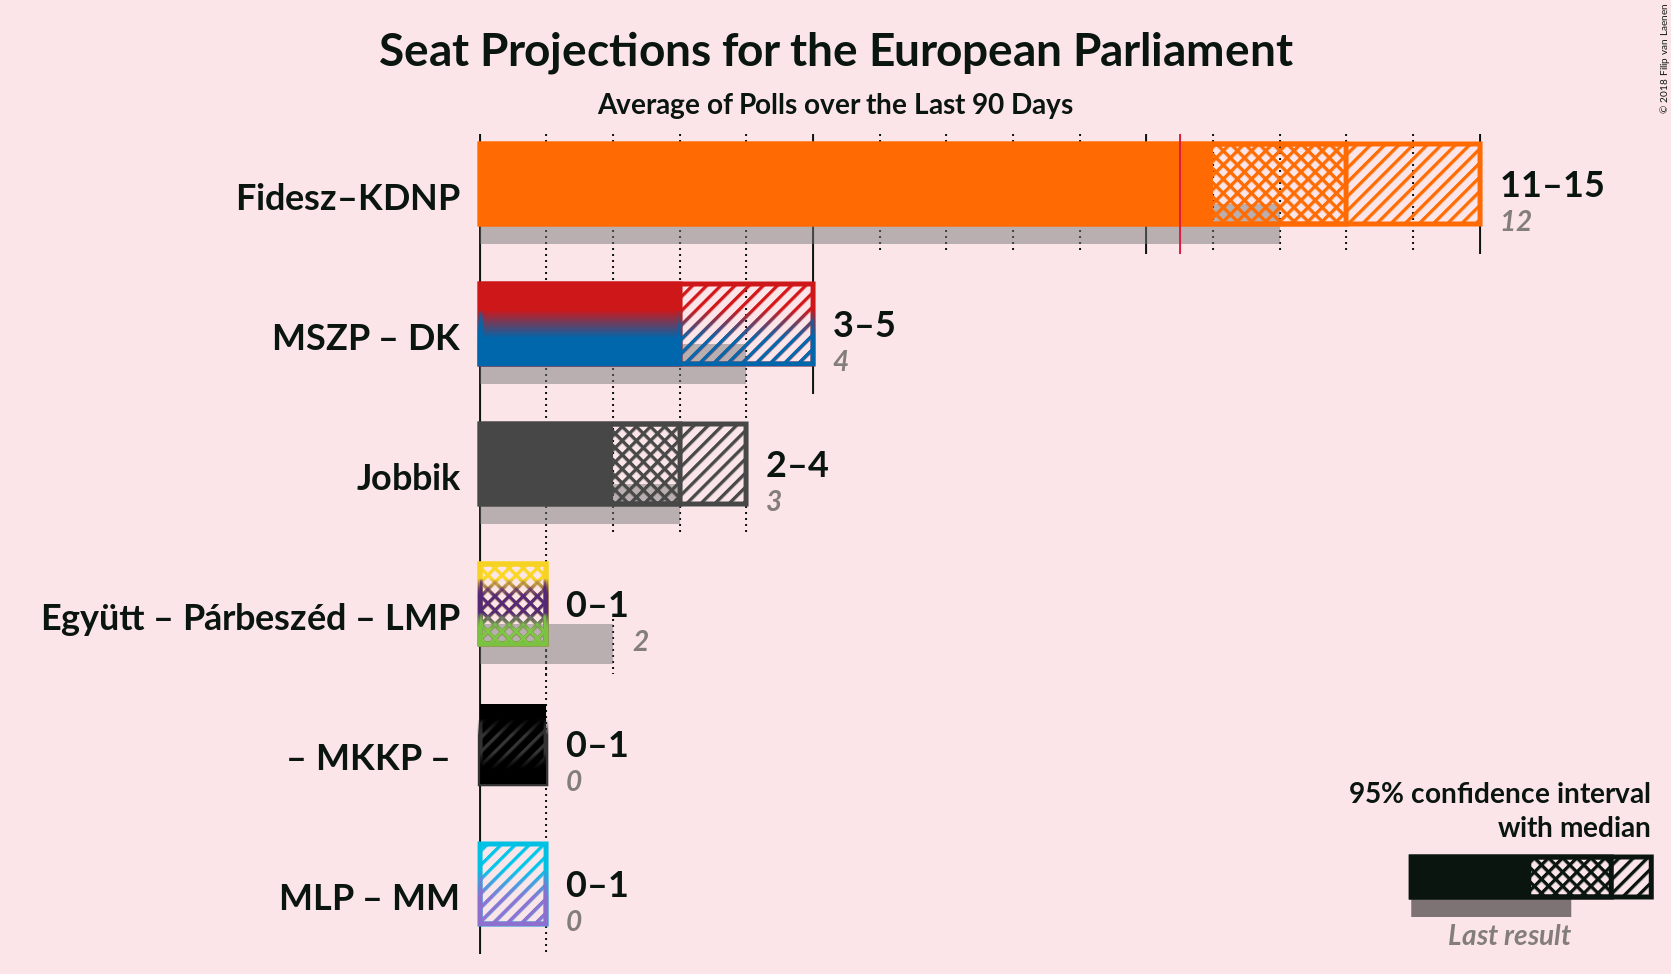 Seat Projections for the European Parliament
Average of Polls over the Last 90 Days
© 2018 Filip van Laenen
Fidesz–KDNP
11–15
12
MSZP – DK
3–5
4
Jobbik
2–4
3
Együtt – Párbeszéd – LMP
0–1
2
– MKKP –
0–1
0
MLP – MM
0–1
0
95% confidence interval
with median
Last result